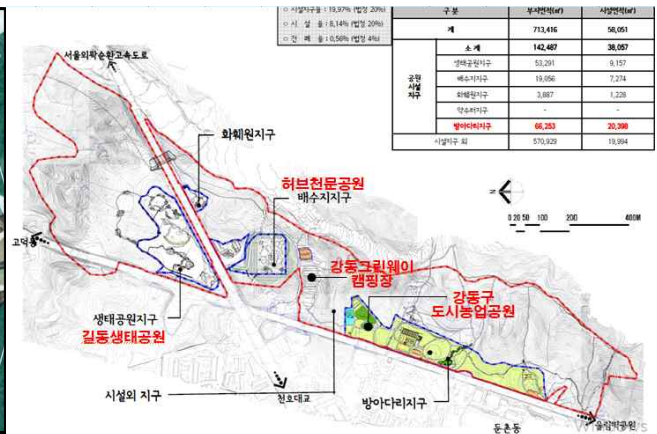 ○ 시설지구율 : 19,97% (법정 20%)
○ 시 설 율 : 8,14% (법정 20%)
○ 건 폐 율 : 0,56% (법정 4%)
구 분 부지면적(㎡) 시설면적(㎡)
계 713,416 58,051
공원
시설
지구
소 계 142,487 38,057
생태공원지구 53,291 9,157
배수지지구 19,056 7,274
화훼원지구 3,887 1,228
약수터지구 - -
방아다리지구 66,253 20,398
시설지구 외 570,929 19,994
서울외곽순환고속도로
화훼원지구
허브천문공원
배수지지구
N
0 20 50 100 200 400M
고덕동
강동그린웨이
캠핑장
강동구
도시농업공원
생태공원지구
길동생태공원
시설외 지구
천호대교
방아다리지구
둔촌동
올림픽공원